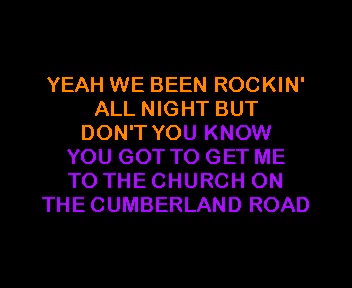 YEAH WE BEEN ROCKIN'
ALL NIGHT BUT
DON'T YOU KNOW
YOU GOT TO GET ME
TO THE CHURCH ON
THE CUMBERLAND ROAD